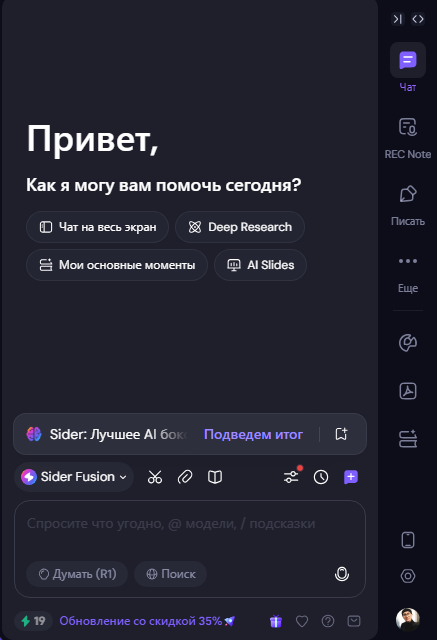 Чат
Привет,
REC Note
Как я могу вам помочь сегодня?
Чат на весь экран
Deep Research
Писать
Мои основные моменты
AI Slides
Еще
Sider: Лучшее AI
Подведем итог
Sider Fusion
Спросите что угодно, @ модели, / подсказки
Думать (R1)
Поиск
19
Обновление со скидкой 35%